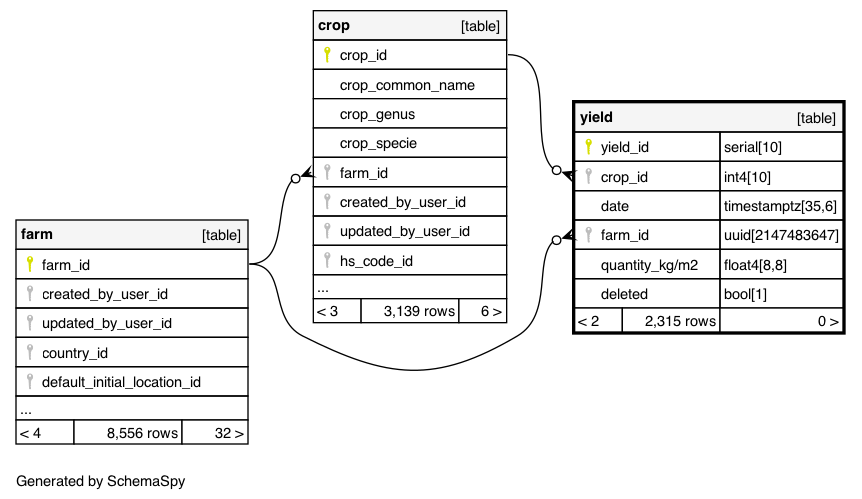 crop [table]
crop_id
crop_common_name
crop_genus
crop_specie
farm_id
created_by_user_id
updated_by_user_id
hs_code_id
...
< 3 3,139 rows 6 >
yield [table]
yield_id serial[10]
crop_id int4[10]
date timestamptz[35,6]
farm_id uuid[2147483647]
quantity_kg/m2 float4[8,8]
deleted bool[1]
< 2 2,315 rows 0 >
farm [table]
farm_id
created_by_user_id
updated_by_user_id
country_id
default_initial_location_id
...
< 4 8,556 rows 32 >
Generated by SchemaSpy